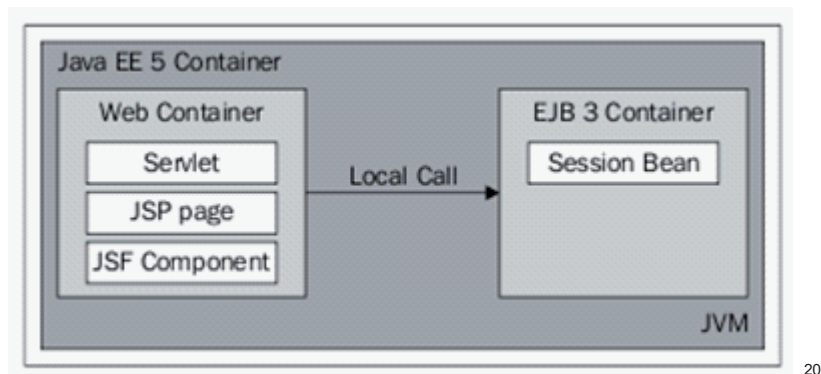 Java EE 5 Container
Web Container
Servlet
JSP page
JSF Component
Local Call
EJB 3 Container
Session Bean
JVM
20